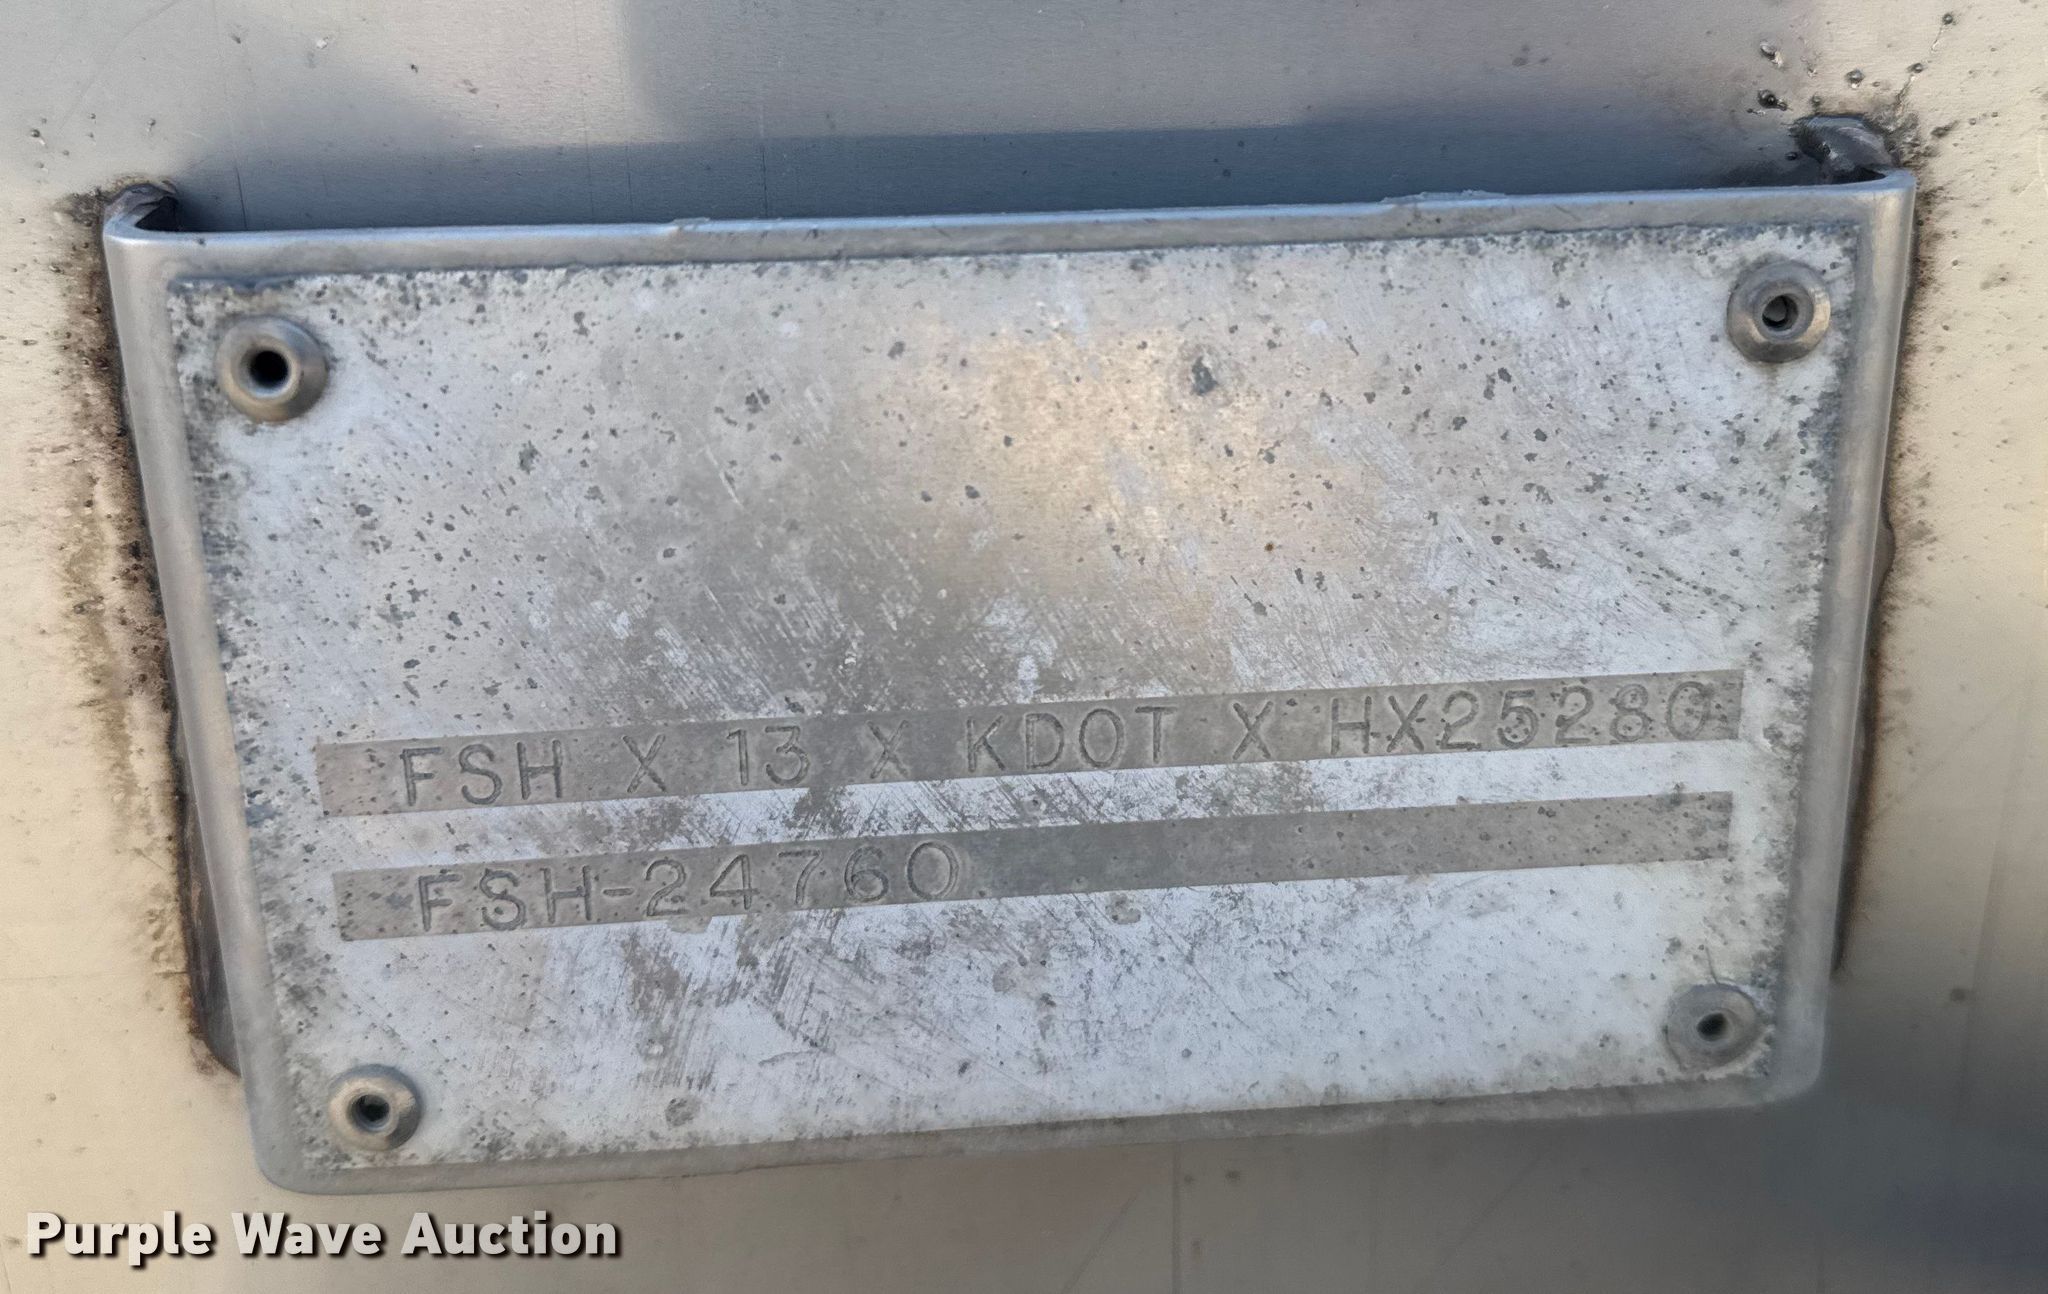 FSH X 13 X KDOT X HX25280
FSH-24760
Purple Wave Auction